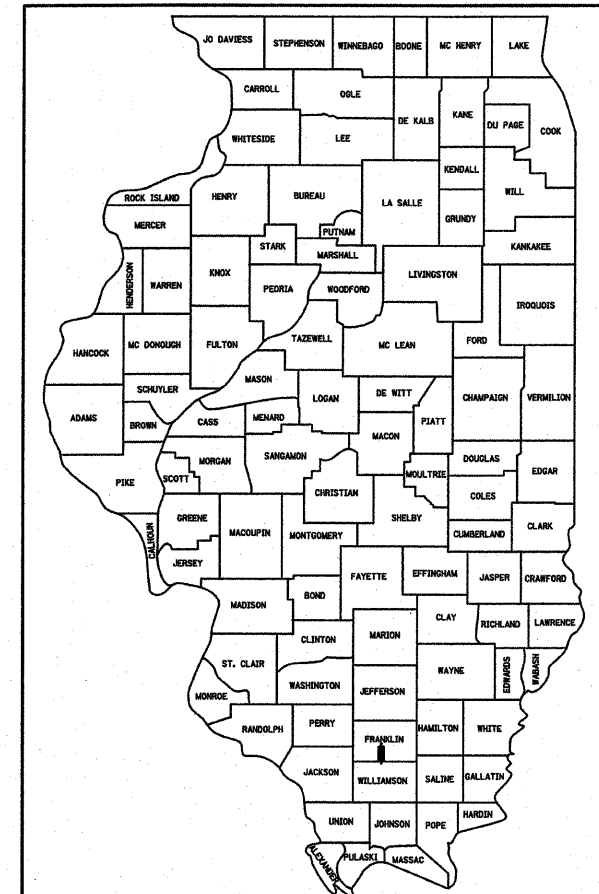 JO DAVIESS
STEPHENSON
WINNEBAGO
BOONE
MC HENRY
LAKE
CARROLL
OGLE
DE KALB
KANE
DU PAGE
COOK
WHITESIDE
LEE
KENDALL
WILL
ROCK ISLAND
HENRY
BUREAU
LA SALLE
GRUNDY
MERCER
PUTNAM
STARK
MARSHALL
KANKAKEE
HENDERSON
WARREN
KNOX
PEORIA
WOODFORD
LIVINGSTON
IROQUOIS
HANCOCK
MC DONOUGH
FULTON
TAZEWELL
MC LEAN
FORD
MASON
SCHUYLER
LOGAN
DE WITT
CHAMPAIGN
VERMILION
ADAMS
BROWN
CASS
MENARD
MACON
PIATT
SANGAMON
DOUGLAS
EDGAR
PIKE
SCOTT
MORGAN
CHRISTIAN
MOULTRIE
COLES
GREENE
MACOUPIN
MONTGOMERY
SHELBY
CUMBERLAND
CLARK
CALHOUN
JERSEY
FAYETTE
EFFINGHAM
JASPER
CRAWFORD
MADISON
BOND
CLAY
RICHLAND
LAWRENCE
CLINTON
MARION
ST. CLAIR
WAYNE
EDWARDS
WABASH
WASHINGTON
JEFFERSON
MONROE
RANDOLPH
PERRY
FRANKLIN
HAMILTON
WHITE
JACKSON
WILLIAMSON
SALINE
GALLATIN
UNION
JOHNSON
POPE
HARDIN
ALEXANDER
PULASKI
MASSAC